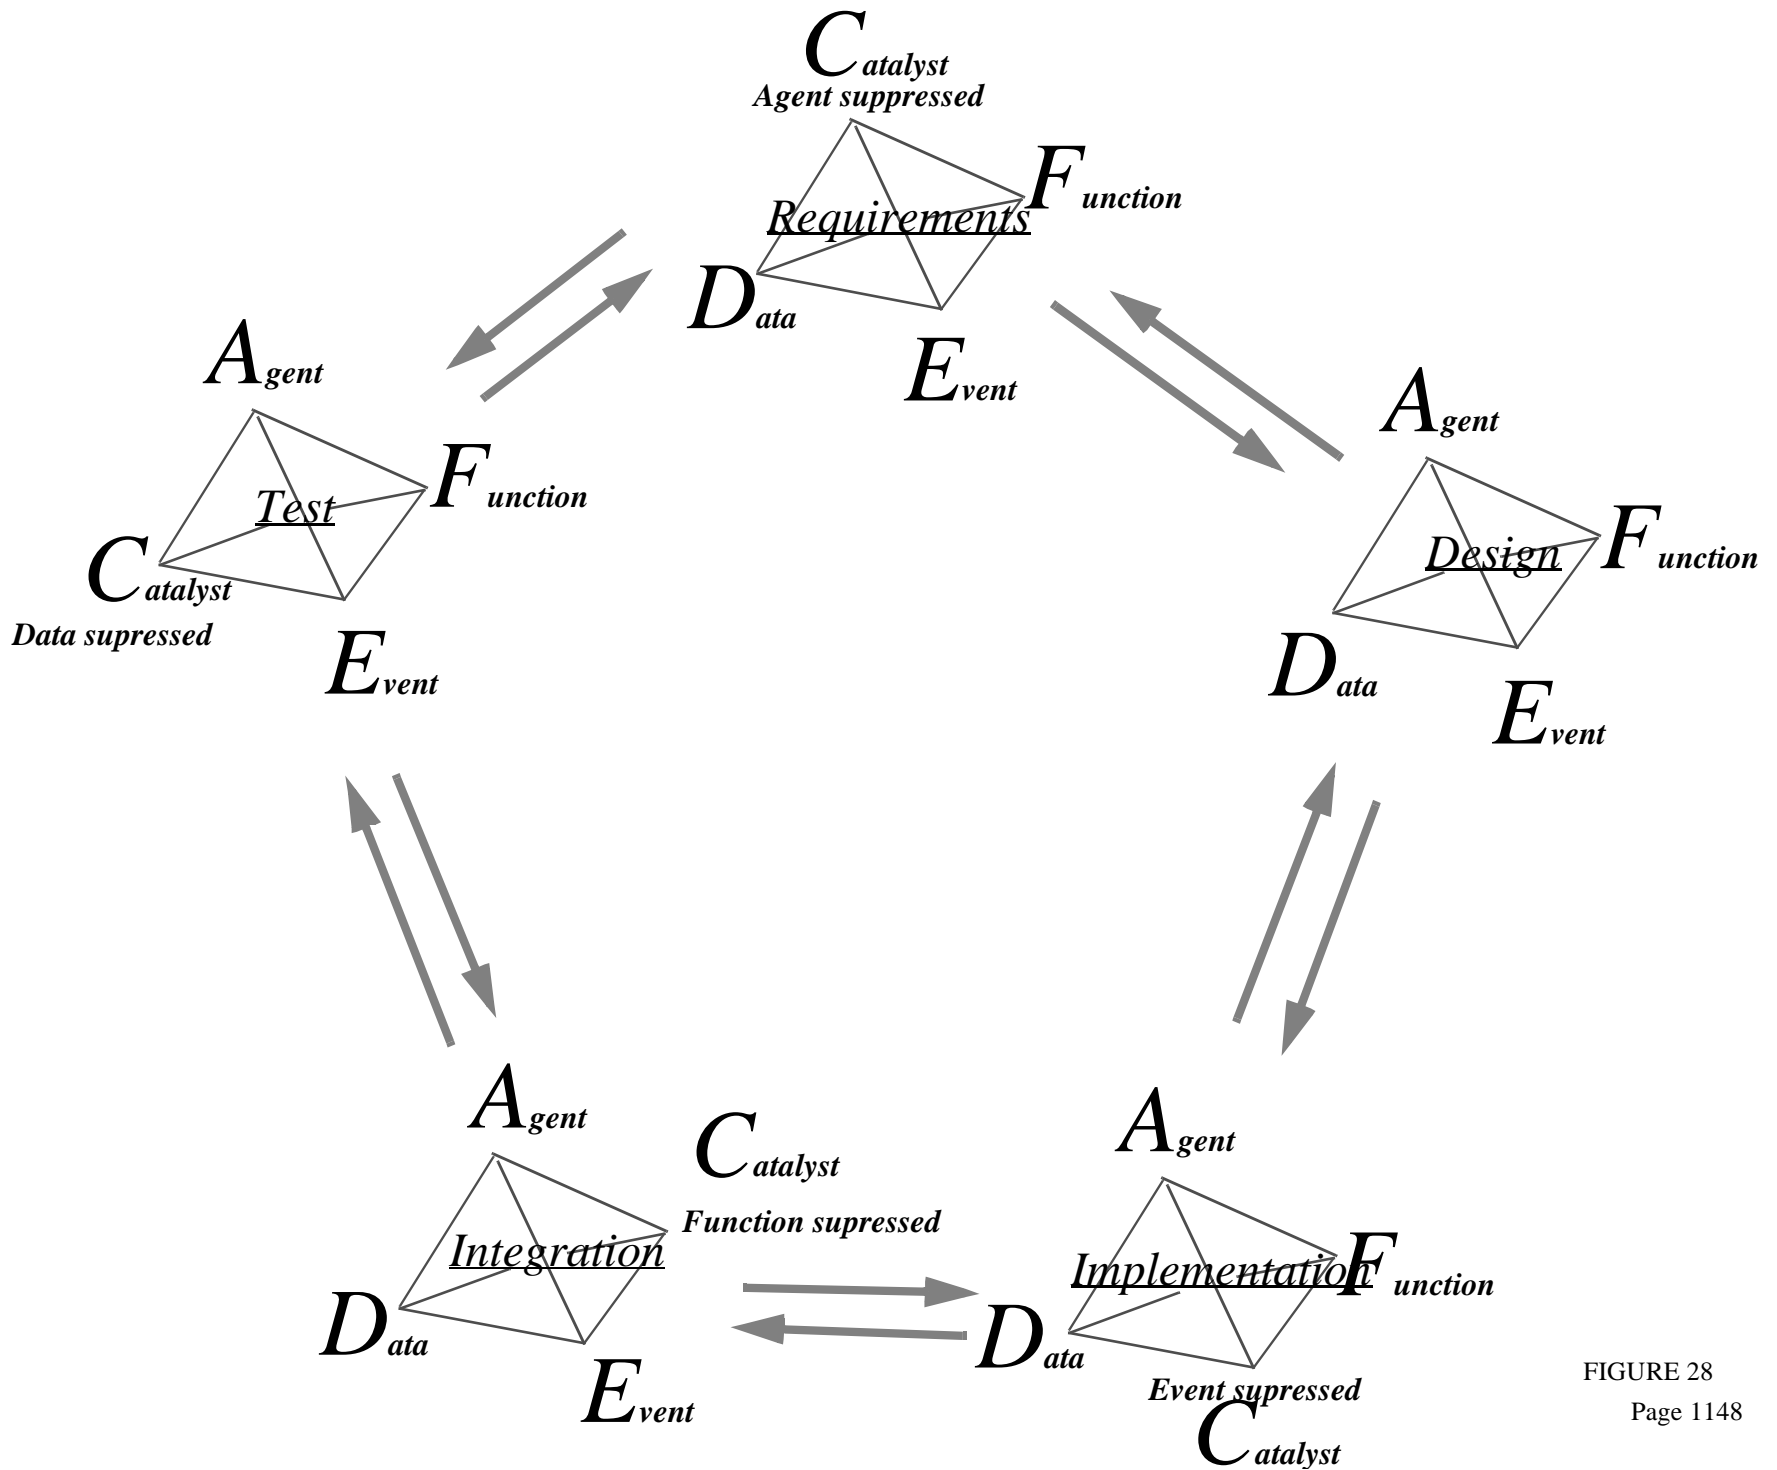 Catalyst
Agent suppressed
Function
Requirements
Data
Event
Agent
Function
Test
Catalyst
Data supressed
Event
Agent
Function
Design
Data
Event
Agent
Catalyst
Function supressed
Integration
Data
Event
Agent
Function
Implementation
Data
Event supressed
Catalyst
FIGURE 28
Page 1148